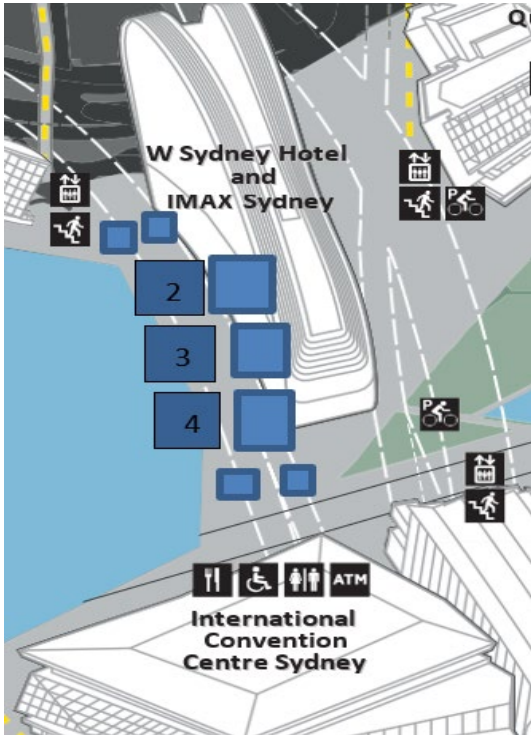 Q
W Sydney Hotel
and
IMAX Sydney
P
2
3
4
P
ATM
International
Convention
Centre Sydney